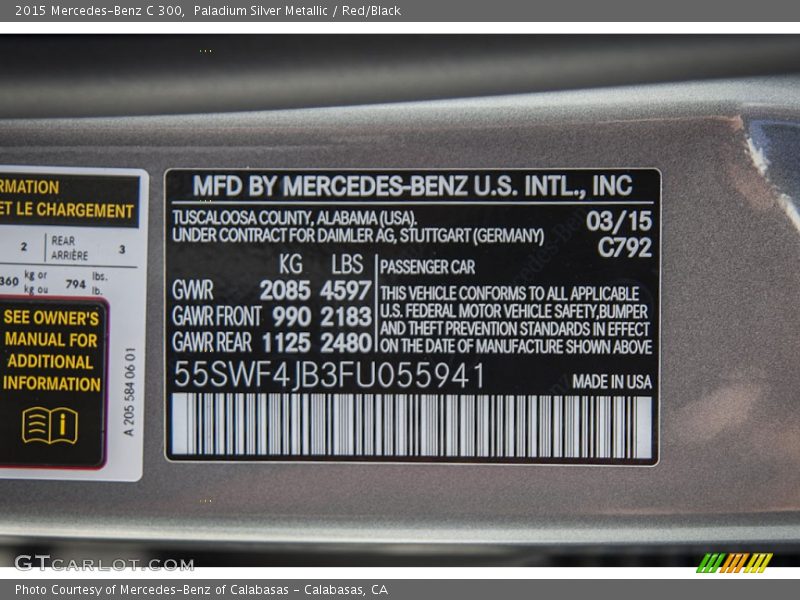 2015 Mercedes-Benz C 300,  Paladium Silver Metallic / Red/Black
RMATION
ET LE CHARGEMENT
2 REAR ARRIÈRE 3
360 kg or kg ou 794 lbs. lb.
SEE OWNER'S
MANUAL FOR
ADDITIONAL
INFORMATION
A 205 584 06 01
MFD BY MERCEDES-BENZ U.S. INTL., INC
TUSCALOOSA COUNTY, ALABAMA (USA). 03/15
UNDER CONTRACT FOR DAIMLER AG, STUTTGART (GERMANY) C792
KG LBS PASSENGER CAR
GVWR 2085 4597 THIS VEHICLE CONFORMS TO ALL APPLICABLE
GAWR FRONT 990 2183 U.S. FEDERAL MOTOR VEHICLE SAFETY,BUMPER
AND THEFT PREVENTION STANDARDS IN EFFECT
GAWR REAR 1125 2480 ON THE DATE OF MANUFACTURE SHOWN ABOVE
55SWF4JB3FU055941 MADE IN USA
GTCARLOT.COM
Photo Courtesy of Mercedes-Benz of Calabasas - Calabasas, CA